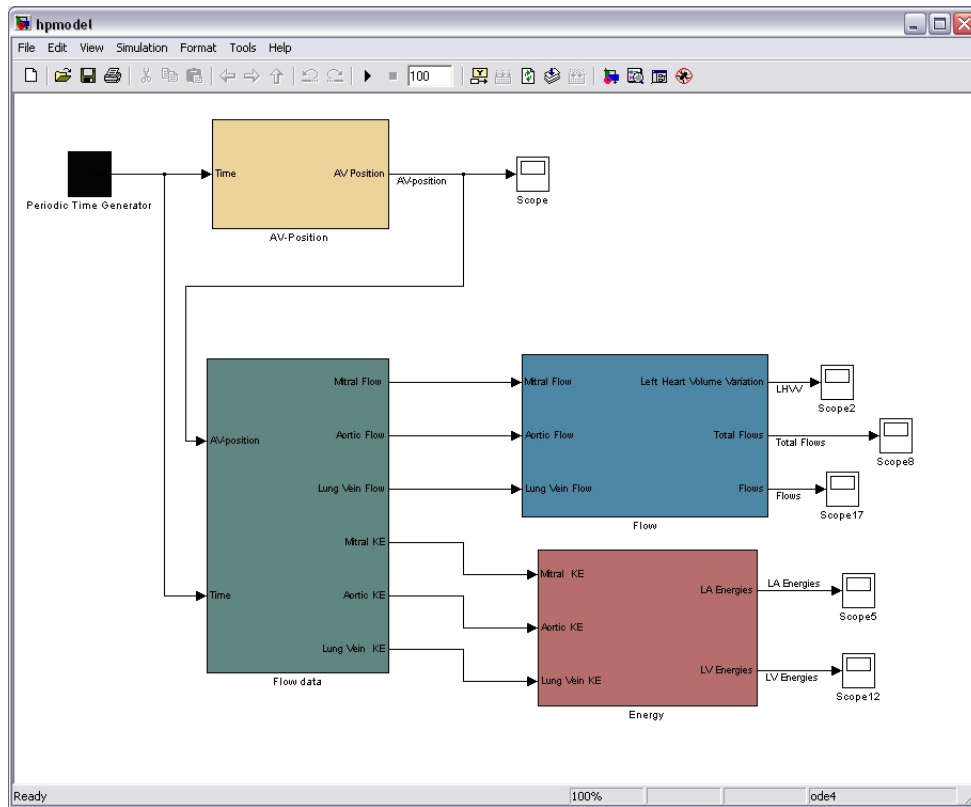 hpmodel
File Edit View Simulation Format Tools Help
100
Time
AV Position
AV-position
Scope
Periodic Time Generator
AV-Position
Mitral Flow
Mitral Flow
Left Heart Volume Variation
LHVV
Scope2
AV-position
Aortic Flow
Aortic Flow
Total Flows
Total Flows
Scope8
Lung Vein Flow
Lung Vein Flow
Flows
Flows
Scope17
Flow
Mitral KE
Mitral KE
LA Energies
LA Energies
Scope5
Time
Aortic KE
Aortic KE
Lung Vein KE
Lung Vein KE
LV Energies
LV Energies
Scope12
Flow data
Energy
Ready
100%
ode4